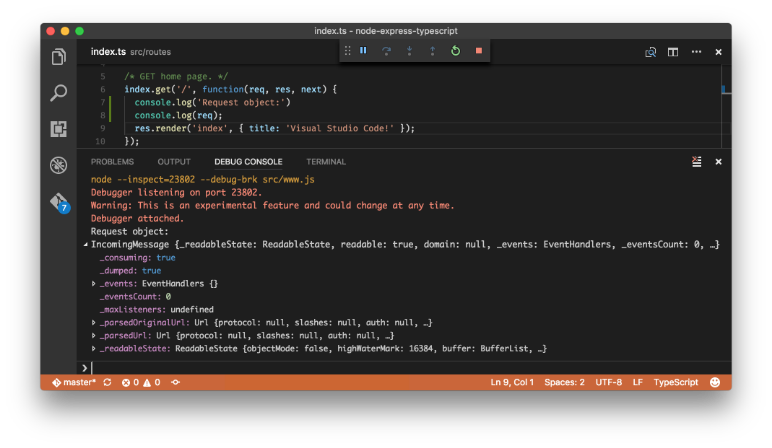 index.ts - node-express-typescript
index.ts src/routes
5 /* GET home page. */
6 index.get('/', function(req, res, next) {
7 console.log('Request object:')
8 console.log(req);
9 res.render('index', { title: 'Visual Studio Code!' });
10 });
PROBLEMS OUTPUT DEBUG CONSOLE TERMINAL
node --inspect=23802 --debug-brk src/www.js
Debugger listening on port 23802.
Warning: This is an experimental feature and could change at any time.
Debugger attached.
Request object:
IncomingMessage {_readableState: ReadableState, readable: true, domain: null, _events: EventHandlers, _eventsCount: 0, …}
_consuming: true
_dumped: true
_events: EventHandlers {}
_eventsCount: 0
_maxListeners: undefined
_parsedOriginalUrl: Url {protocol: null, slashes: null, auth: null, …}
_parsedUrl: Url {protocol: null, slashes: null, auth: null, …}
_readableState: ReadableState {objectMode: false, highWaterMark: 16384, buffer: BufferList, …}
7
master* 0 0 Ln 9, Col 1 Spaces: 2 UTF-8 LF TypeScript